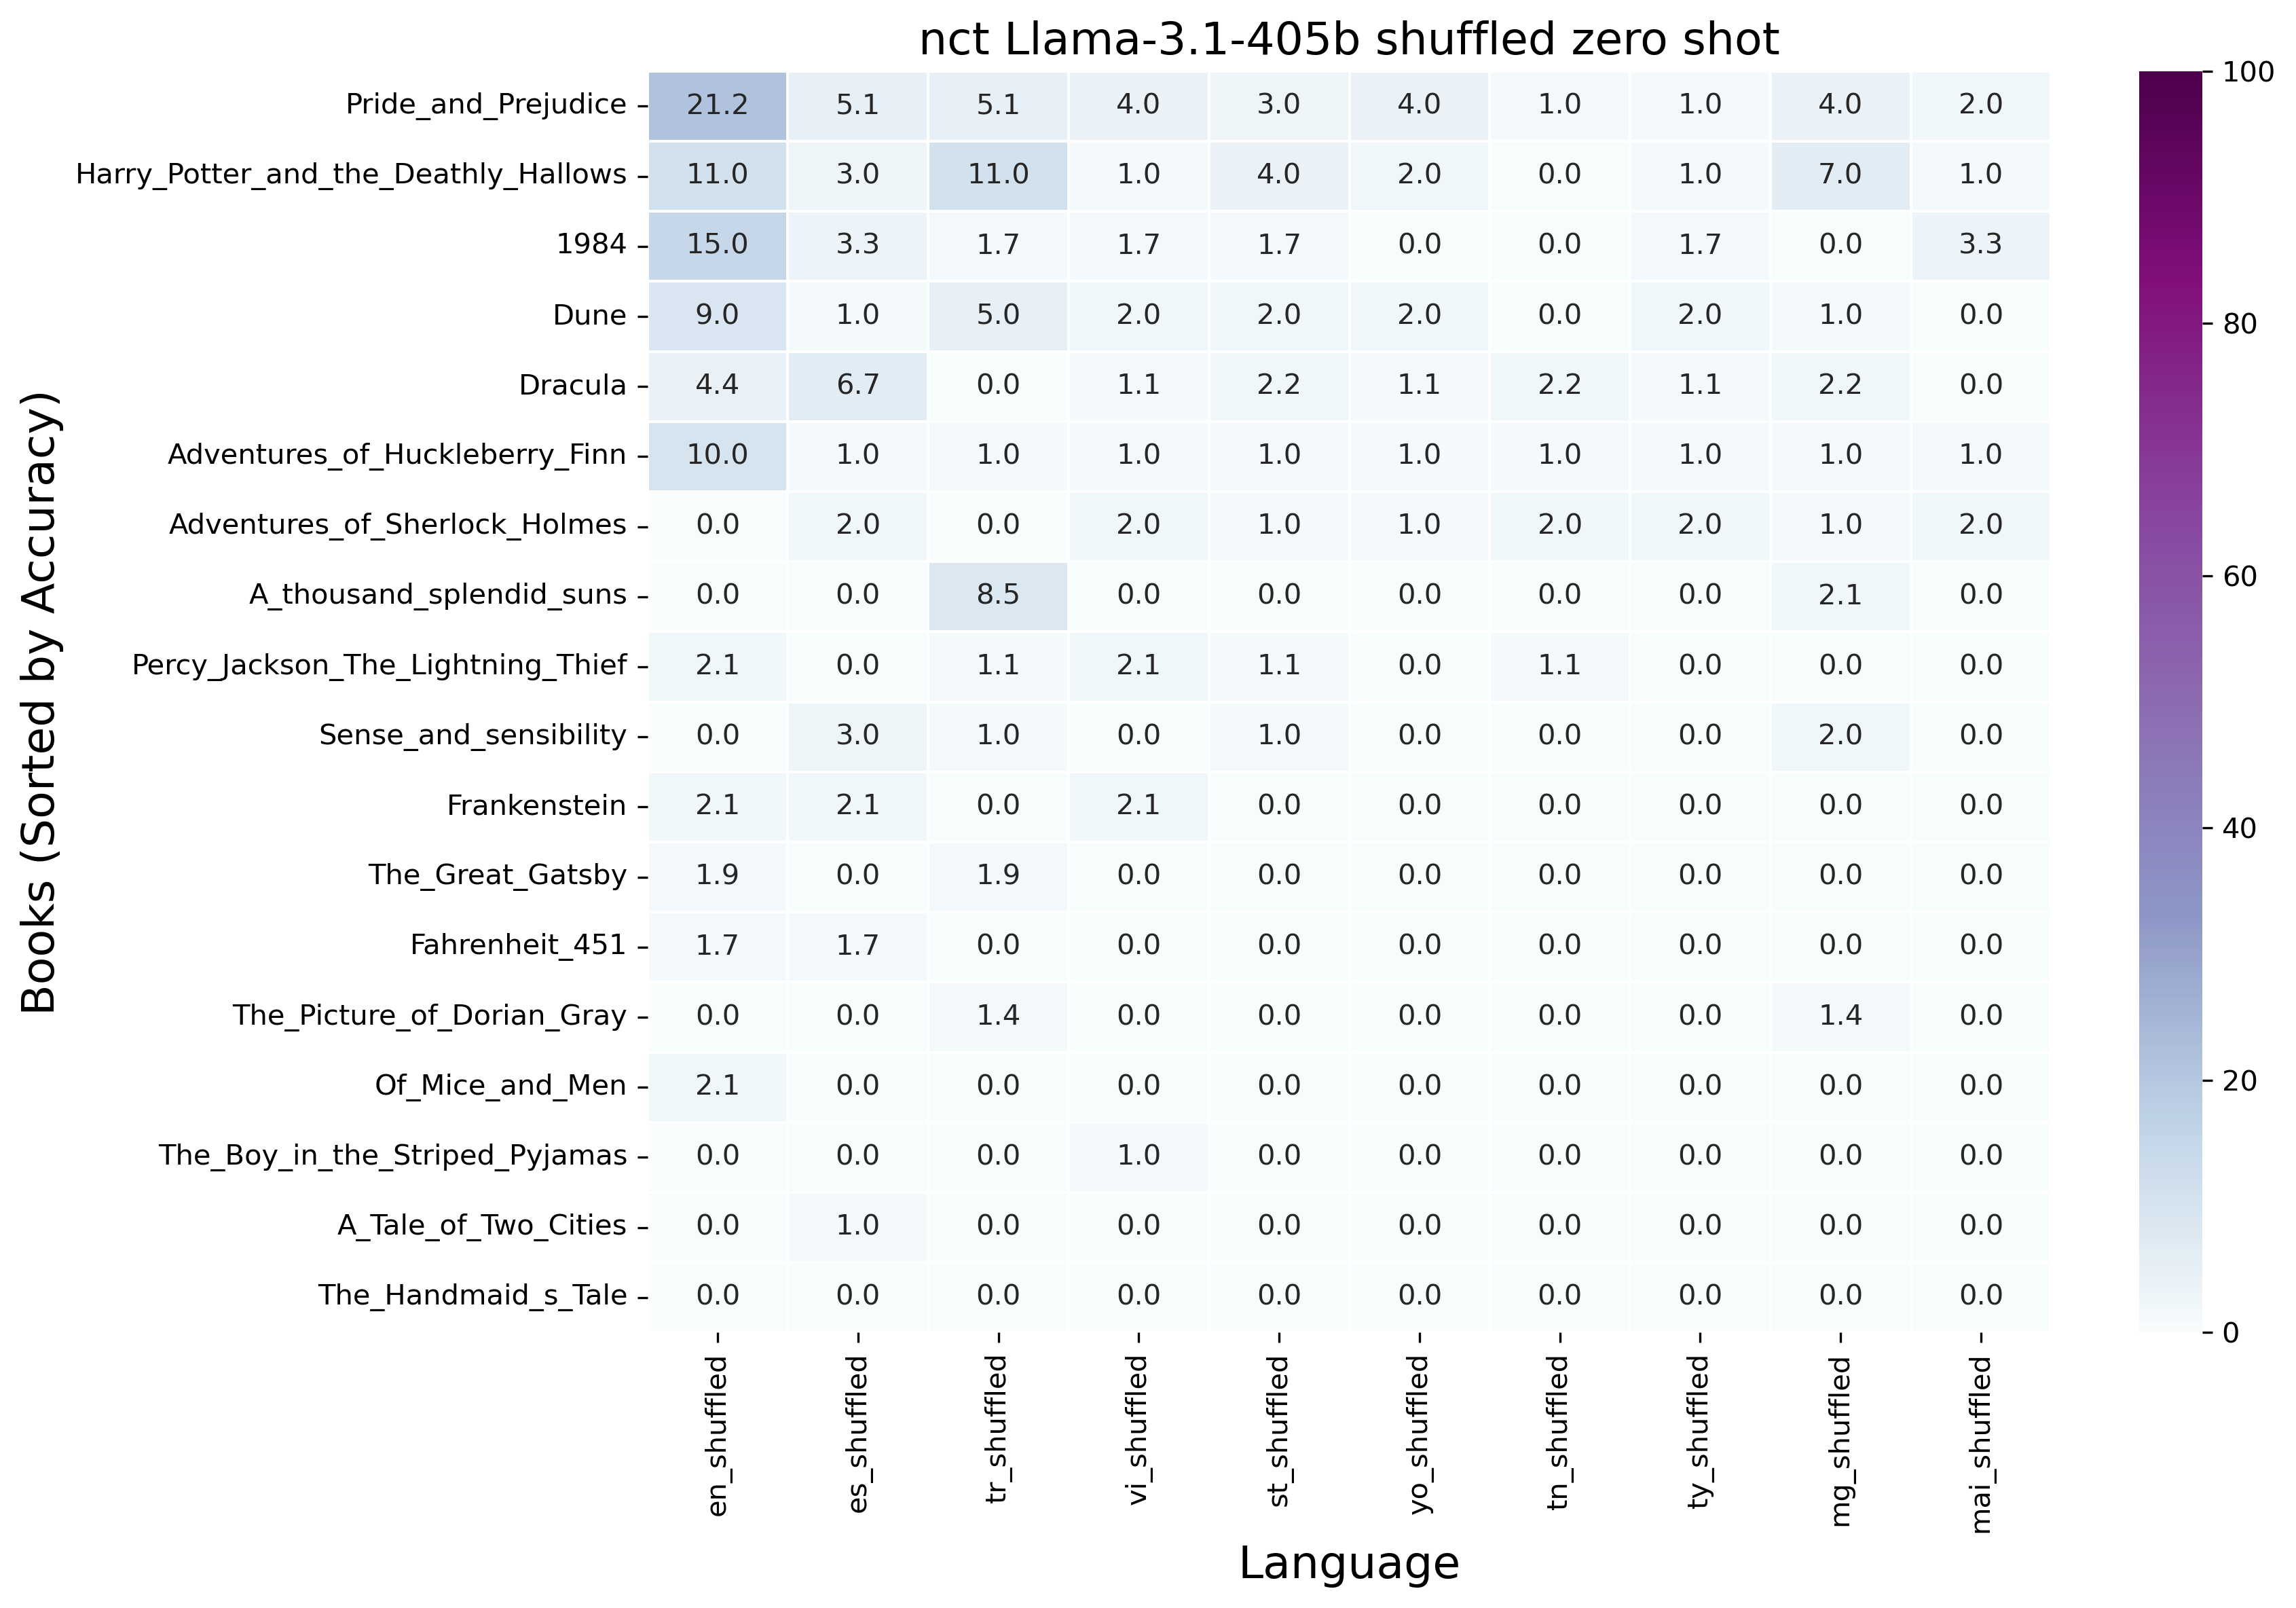 nct Llama-3.1-405b shuffled zero shot
Books (Sorted by Accuracy)
Pride_and_Prejudice 21.2 5.1 5.1 4.0 3.0 4.0 1.0 1.0 4.0 2.0
Harry_Potter_and_the_Deathly_Hallows 11.0 3.0 11.0 1.0 4.0 2.0 0.0 1.0 7.0 1.0
1984 15.0 3.3 1.7 1.7 1.7 0.0 0.0 1.7 0.0 3.3
Dune 9.0 1.0 5.0 2.0 2.0 2.0 0.0 2.0 1.0 0.0
Dracula 4.4 6.7 0.0 1.1 2.2 1.1 2.2 1.1 2.2 0.0
Adventures_of_Huckleberry_Finn 10.0 1.0 1.0 1.0 1.0 1.0 1.0 1.0 1.0 1.0
Adventures_of_Sherlock_Holmes 0.0 2.0 0.0 2.0 1.0 1.0 2.0 2.0 1.0 2.0
A_thousand_splendid_suns 0.0 0.0 8.5 0.0 0.0 0.0 0.0 0.0 2.1 0.0
Percy_Jackson_The_Lightning_Thief 2.1 0.0 1.1 2.1 1.1 0.0 1.1 0.0 0.0 0.0
Sense_and_sensibility 0.0 3.0 1.0 0.0 1.0 0.0 0.0 0.0 2.0 0.0
Frankenstein 2.1 2.1 0.0 2.1 0.0 0.0 0.0 0.0 0.0 0.0
The_Great_Gatsby 1.9 0.0 1.9 0.0 0.0 0.0 0.0 0.0 0.0 0.0
Fahrenheit_451 1.7 1.7 0.0 0.0 0.0 0.0 0.0 0.0 0.0 0.0
The_Picture_of_Dorian_Gray 0.0 0.0 1.4 0.0 0.0 0.0 0.0 0.0 1.4 0.0
Of_Mice_and_Men 2.1 0.0 0.0 0.0 0.0 0.0 0.0 0.0 0.0 0.0
The_Boy_in_the_Striped_Pyjamas 0.0 0.0 0.0 1.0 0.0 0.0 0.0 0.0 0.0 0.0
A_Tale_of_Two_Cities 0.0 1.0 0.0 0.0 0.0 0.0 0.0 0.0 0.0 0.0
The_Handmaid_s_Tale 0.0 0.0 0.0 0.0 0.0 0.0 0.0 0.0 0.0 0.0
en_shuffled es_shuffled tr_shuffled vi_shuffled st_shuffled yo_shuffled tn_shuffled ty_shuffled mg_shuffled mai_shuffled
Language
100
80
60
40
20
0